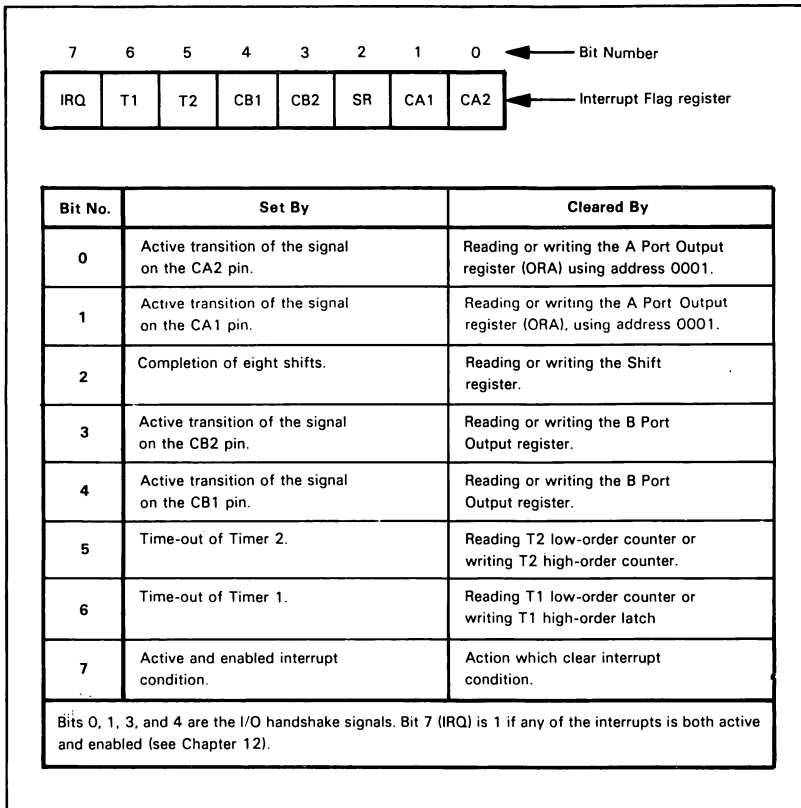 7 6 5 4 3 2 1 0 Bit Number
IRQ T1 T2 CB1 CB2 SR CA1 CA2 Interrupt Flag register
Bit No. Set By Cleared By
0 Active transition of the signal Reading or writing the A Port Output
on the CA2 pin. register (ORA) using address 0001.
1 Active transition of the signal Reading or writing the A Port Output
on the CA1 pin. register (ORA), using address 0001.
2 Completion of eight shifts. Reading or writing the Shift
register.
3 Active transition of the signal Reading or writing the B Port
on the CB2 pin. Output register.
4 Active transition of the signal Reading or writing the B Port
on the CB1 pin. Output register.
5 Time-out of Timer 2. Reading T2 low-order counter or
writing T2 high-order counter.
6 Time-out of Timer 1. Reading T1 low-order counter or
writing T1 high-order latch
7 Active and enabled interrupt Action which clear interrupt
condition. condition.
Bits 0, 1, 3, and 4 are the I/O handshake signals. Bit 7 (IRQ) is 1 if any of the interrupts is both active
and enabled (see Chapter 12).